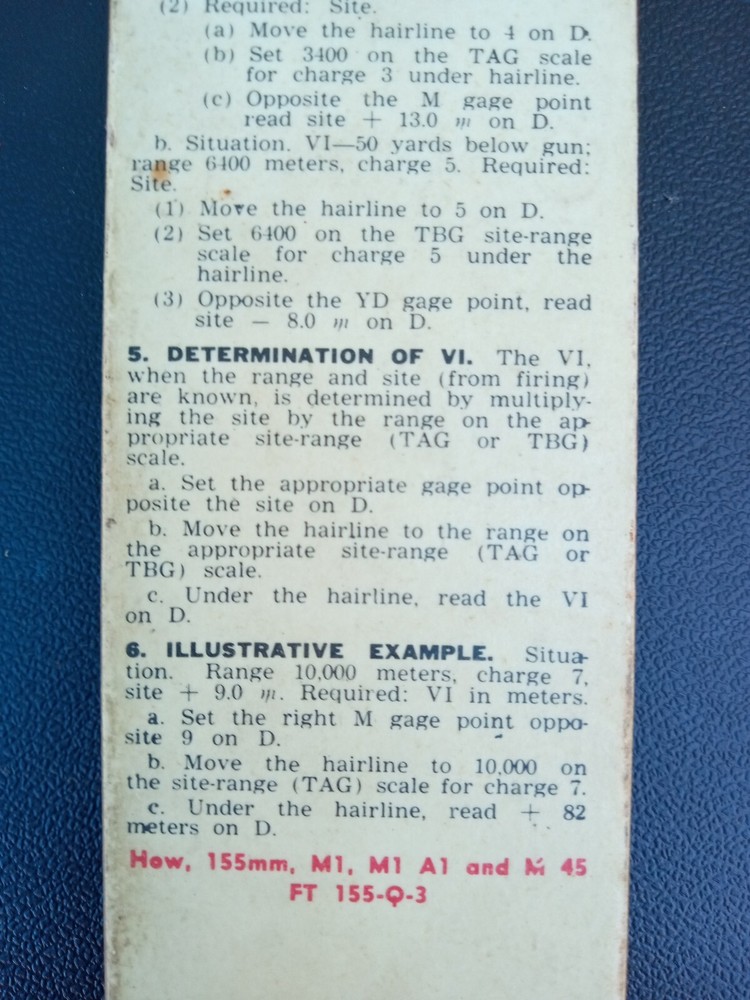 (2) Required: Site.
(a) Move the hairline to 4 on D.
(b) Set 3400 on the TAG scale
for charge 3 under hairline.
(c) Opposite the M gage point
read site + 13.0 m on D.
b. Situation. VI—50 yards below gun;
range 6400 meters, charge 5. Required:
Site.
(1) Move the hairline to 5 on D.
(2) Set 6400 on the TBG site-range
scale for charge 5 under the
hairline.
(3) Opposite the YD gage point, read
site — 8.0 m on D.
5. DETERMINATION OF VI. The VI,
when the range and site (from firing)
are known, is determined by multiply-
ing the site by the range on the ap-
propriate site-range (TAG or TBG)
scale.
a. Set the appropriate gage point op-
posite the site on D.
b. Move the hairline to the range on
the appropriate site-range (TAG or
TBG) scale.
c. Under the hairline, read the VI
on D.
6. ILLUSTRATIVE EXAMPLE. Situa-
tion. Range 10,000 meters, charge 7,
site + 9.0 m. Required: VI in meters.
a. Set the right M gage point oppo-
site 9 on D.
b. Move the hairline to 10,000 on
the site-range (TAG) scale for charge 7.
c. Under the hairline, read + 82
meters on D.
How, 155mm, M1, M1 A1 and M 45
FT 155-Q-3